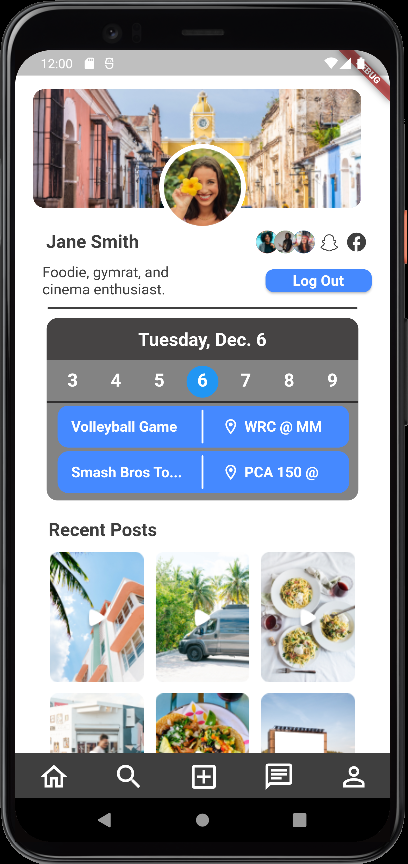 12:00
DEBUG
Jane Smith
Foodie, gymrat, and
cinema enthusiast.
Log Out
Tuesday, Dec. 6
3 4 5 6 7 8 9
Volleyball Game WRC @ MM
Smash Bros To... PCA 150 @
Recent Posts